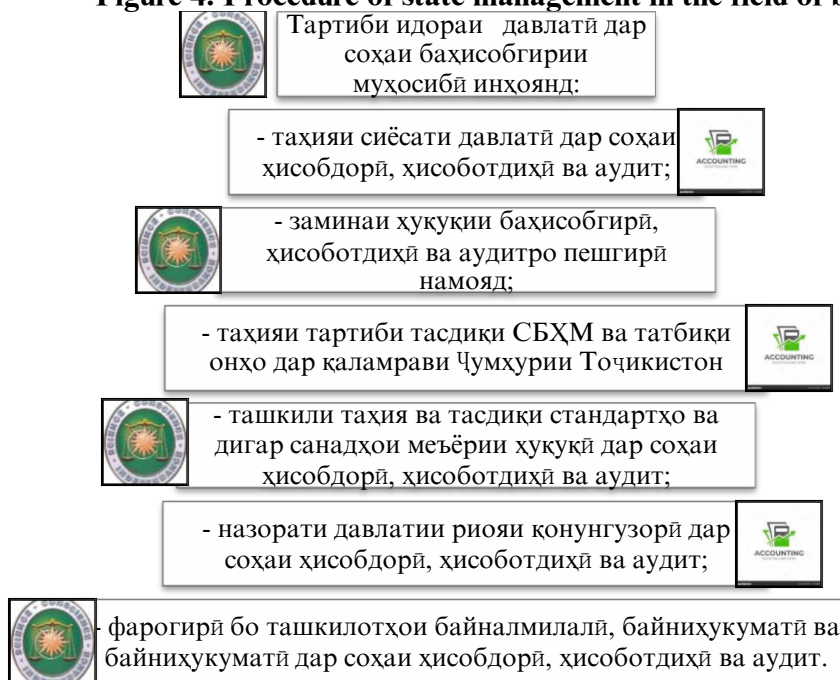 Figure 4. Procedure of state management in the field of b
Тартиби идораи давлатӣ дар
соҳаи баҳисобгирии
муҳосибӣ инҳоянд:
- таҳияи сиёсати давлатӣ дар соҳаи
ҳисобдорӣ, ҳисоботдиҳӣ ва аудит;
ACCOUNTING
- заминаи ҳуқуқии баҳисобгирӣ,
ҳисоботдиҳӣ ва аудитро пешгирӣ
намояд;
- таҳияи тартиби тасдиқи СБҲМ ва татбиқи
онҳо дар қаламрави Ҷумҳурии Тоҷикистон
ACCOUNTING
- ташкили таҳия ва тасдиқи стандартҳо ва
дигар санадҳои меъёрии ҳуқуқӣ дар соҳаи
ҳисобдорӣ, ҳисоботдиҳӣ ва аудит;
- назорати давлатии риояи қонунгузорӣ дар
соҳаи ҳисобдорӣ, ҳисоботдиҳӣ ва аудит;
ACCOUNTING
- фарогирӣ бо ташкилотҳои байналмилалӣ, байниҳукуматӣ ва
байниҳукуматӣ дар соҳаи ҳисобдорӣ, ҳисоботдиҳӣ ва аудит.